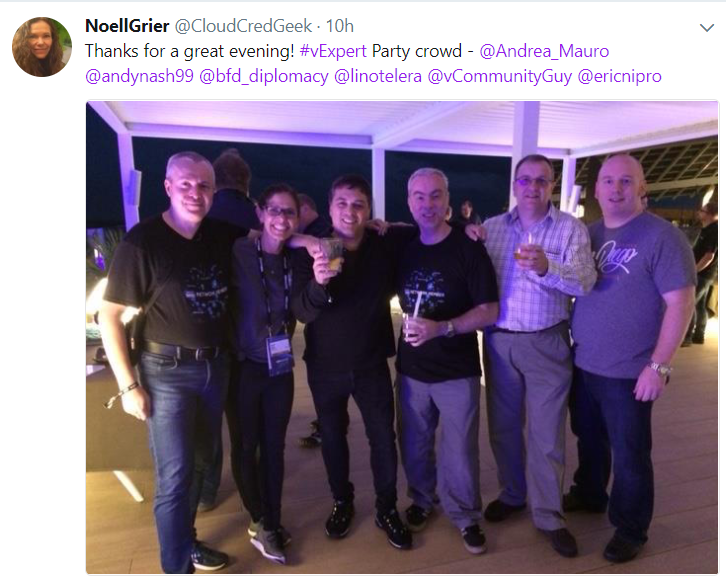 NoellGrier @CloudCredGeek · 10h
Thanks for a great evening! #vExpert Party crowd - @Andrea_Mauro
@andynash99 @bfd_diplomacy @linotelera @vCommunityGuy @ericnipro